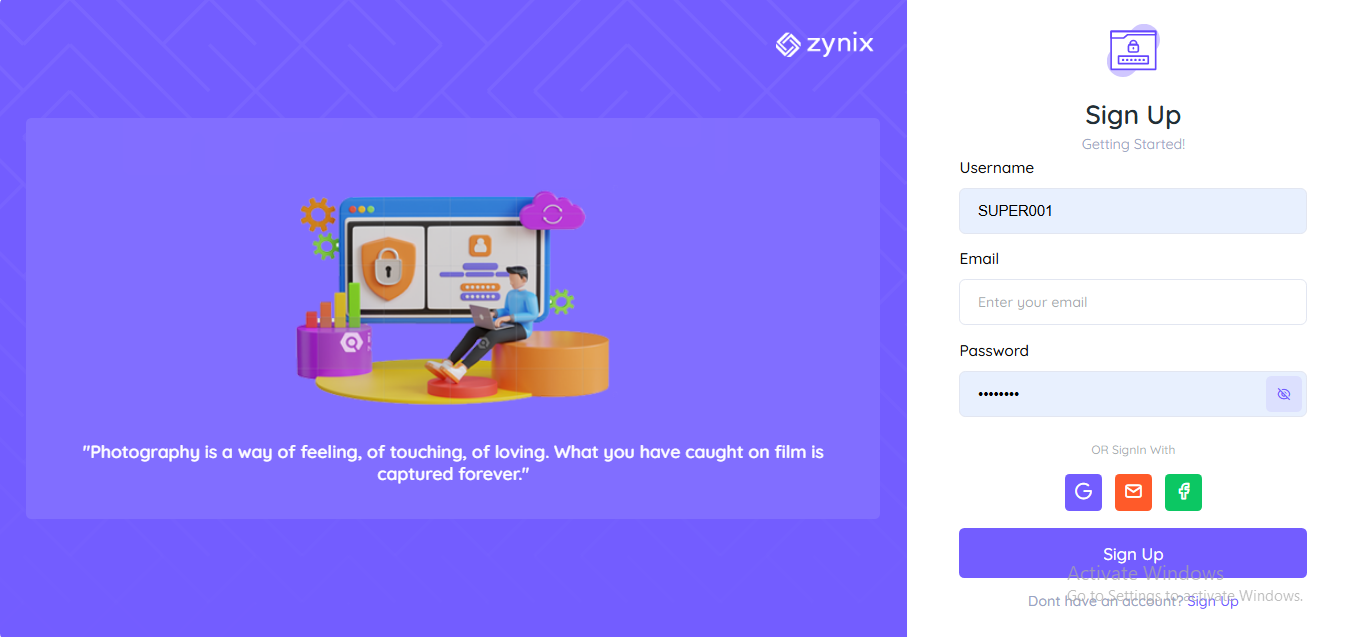 zynix
"Photography is a way of feeling, of touching, of loving. What you have caught on film is
captured forever."
Sign Up
Getting Started!
Username
SUPER001
Email
Enter your email
Password
••••••••
OR SignIn With
Sign Up
Activate Windows
Go to Settings to activate Windows.
Dont have an account? Sign Up